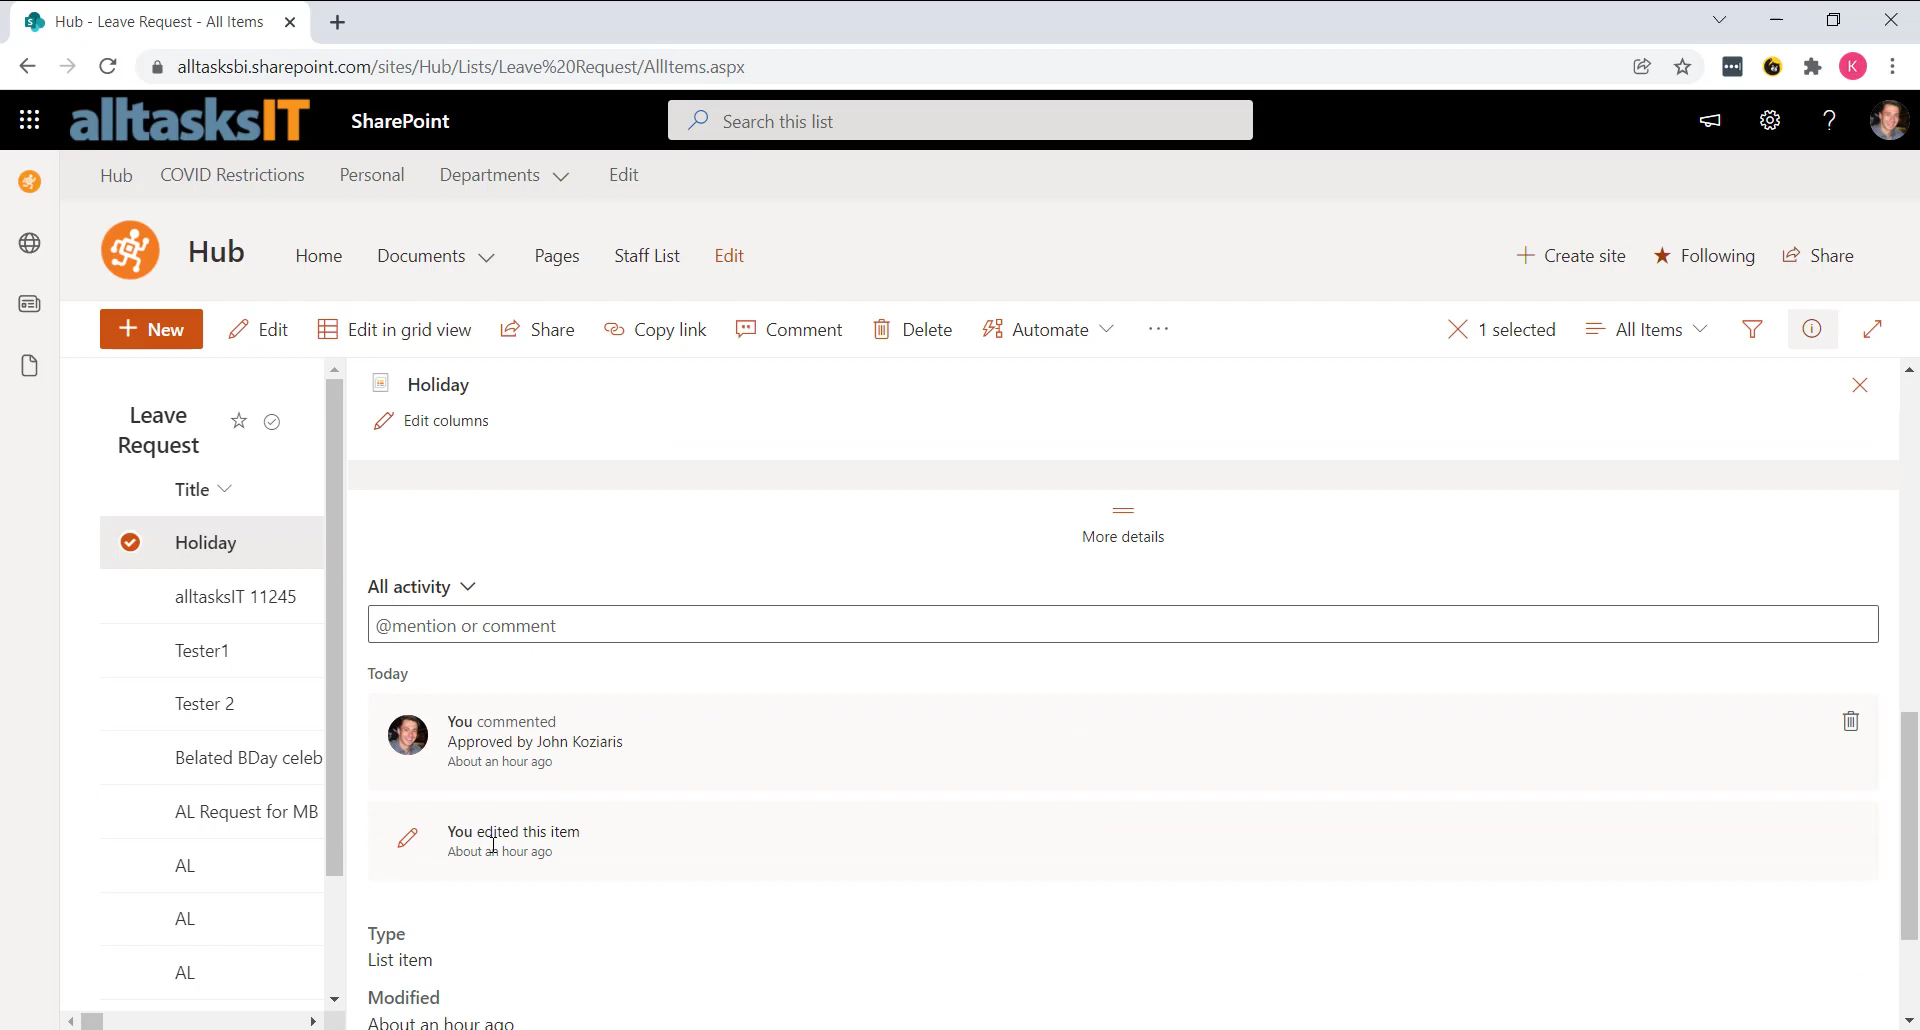 Hub - Leave Request - All Items
alltasksbi.sharepoint.com/sites/Hub/Lists/Leave%20Request/AllItems.aspx
K
alltasksIT
SharePoint
Search this list
?
Hub COVID Restrictions Personal Departments Edit
Hub
Home Documents Pages Staff List Edit
Create site Following Share
New Edit Edit in grid view Share Copy link Comment Delete Automate ... 1 selected All Items
Leave
Request
Title
Holiday
alltasksIT 11245
Tester1
Tester 2
Belated BDay celeb
AL Request for MB
AL
AL
AL
Holiday
Edit columns
More details
All activity
@mention or comment
Today
You commented
Approved by John Koziaris
About an hour ago
You edited this item
About an hour ago
Type
List item
Modified
About an hour ago